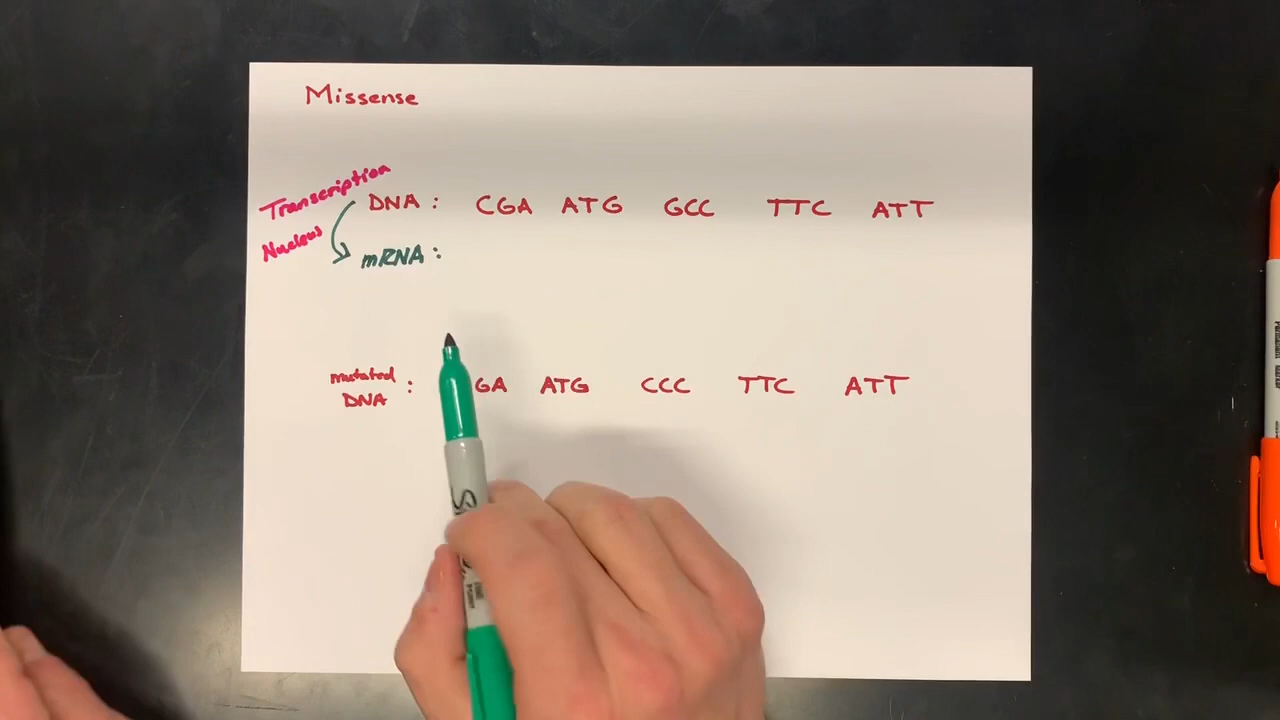 Missense
Transcription
Nucleus
DNA : CGA ATG GCC TTC ATT
mRNA :
mutated
DNA : GA ATG CCC TTC ATT